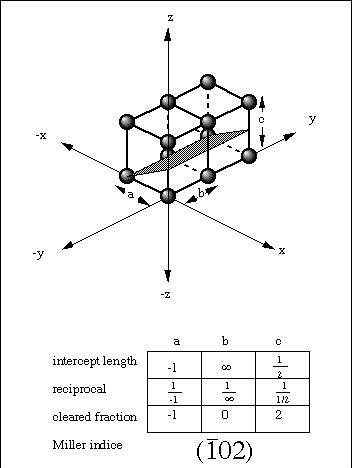 z
c
y
-x
a
b
-y
x
-z
a b c
intercept length -1 ∞ 1/2
reciprocal 1/-1 1/∞ 1/1/2
cleared fraction -1 0 2
Miller indice (1̅02)